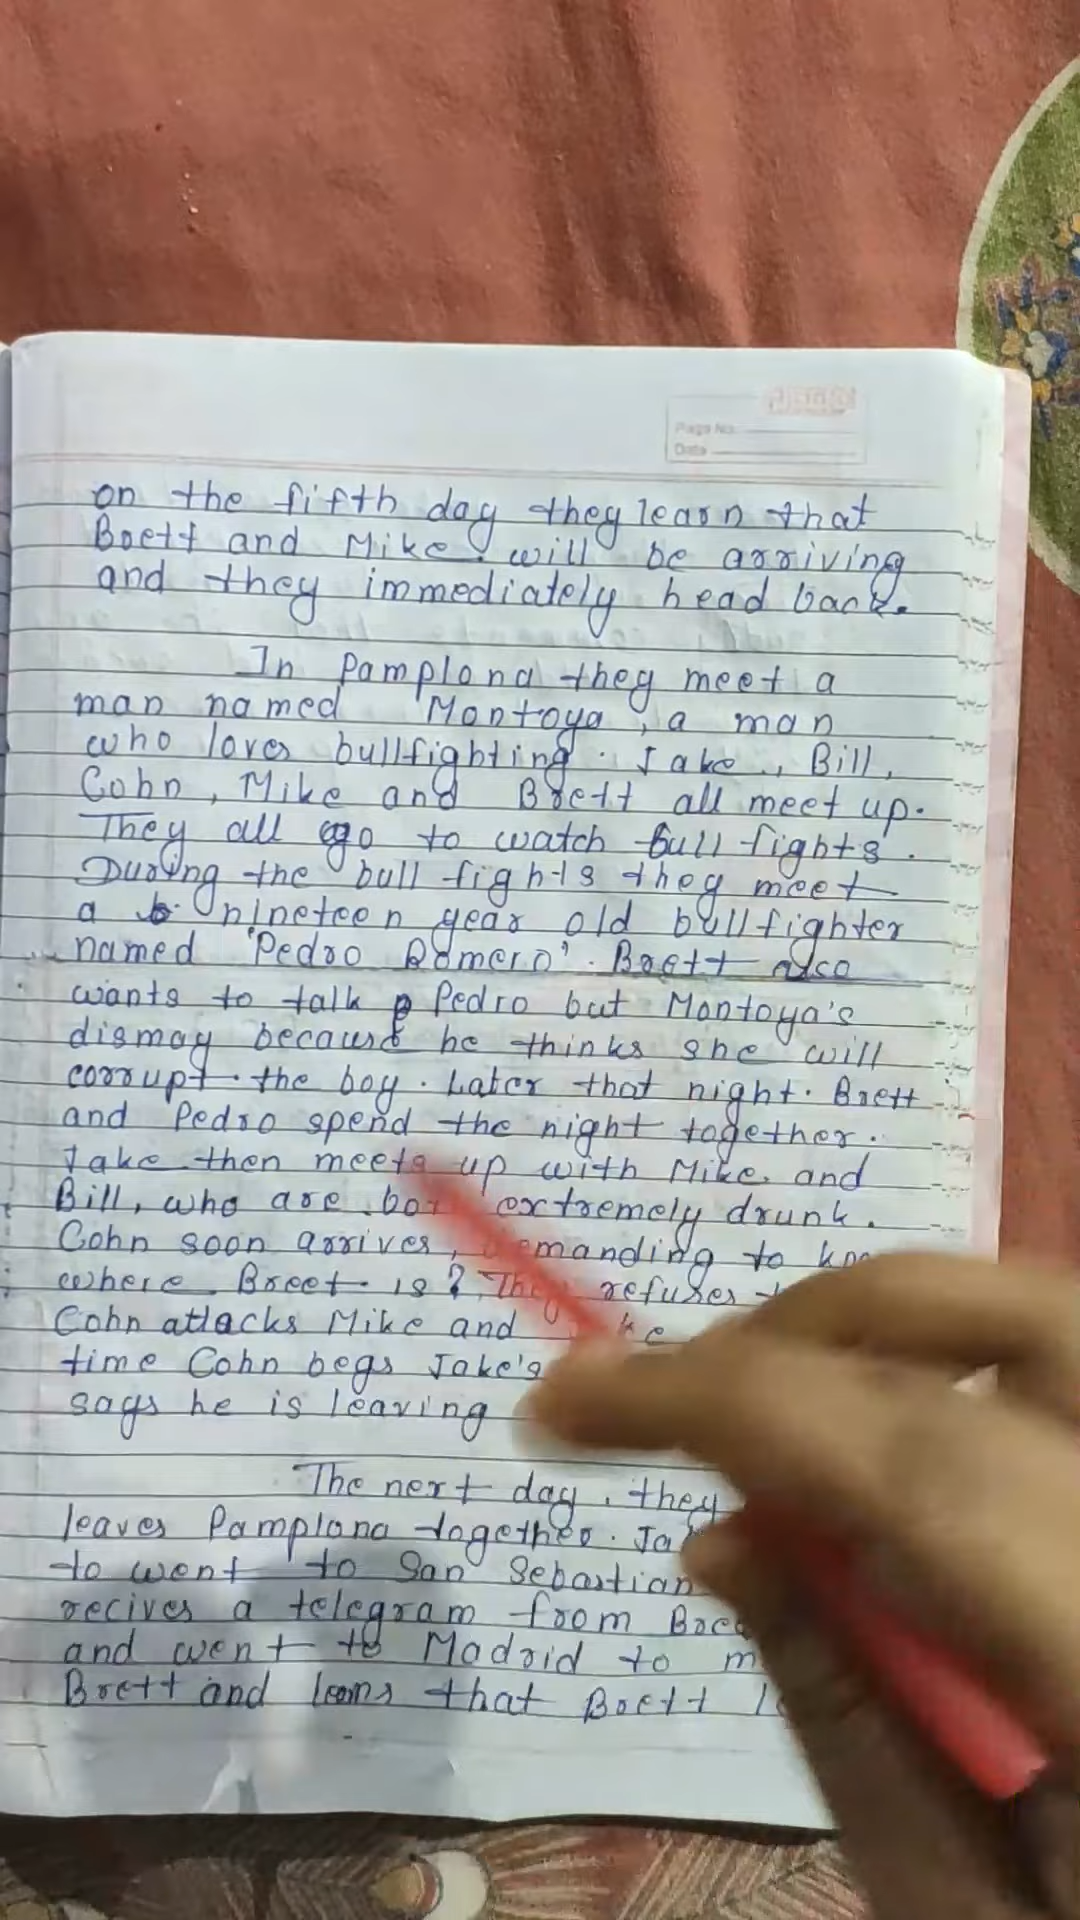 Page No.
Date
on the fifth day they learn that
Brett and Mike will be arriving
and they immediately head back.
In Pamplona they meet a
man named 'Montoya, a man
who loves bullfighting. Jake, Bill,
Cohn, Mike and Brett all meet up.
They all go to watch bull fights.
During the bull fights they meet
a nineteen year old bullfighter
named 'Pedro Romero'. Brett also
wants to talk Pedro but Montoya's
dismay because he thinks she will
corrupt. the boy. Later that night. Brett
and Pedro spend the night together.
Jake then meets up with Mike, and
Bill, who are extremely drunk.
Cohn soon arrives, to
where Breet is? refuses
Cohn attacks Mike and
time Cohn begs Jake's
says he is leaving
The next day, they
leaves Pamplona together.
to went to San Sebastian
recives a telegram from
and went to Madrid to
Brett and learns that Brett